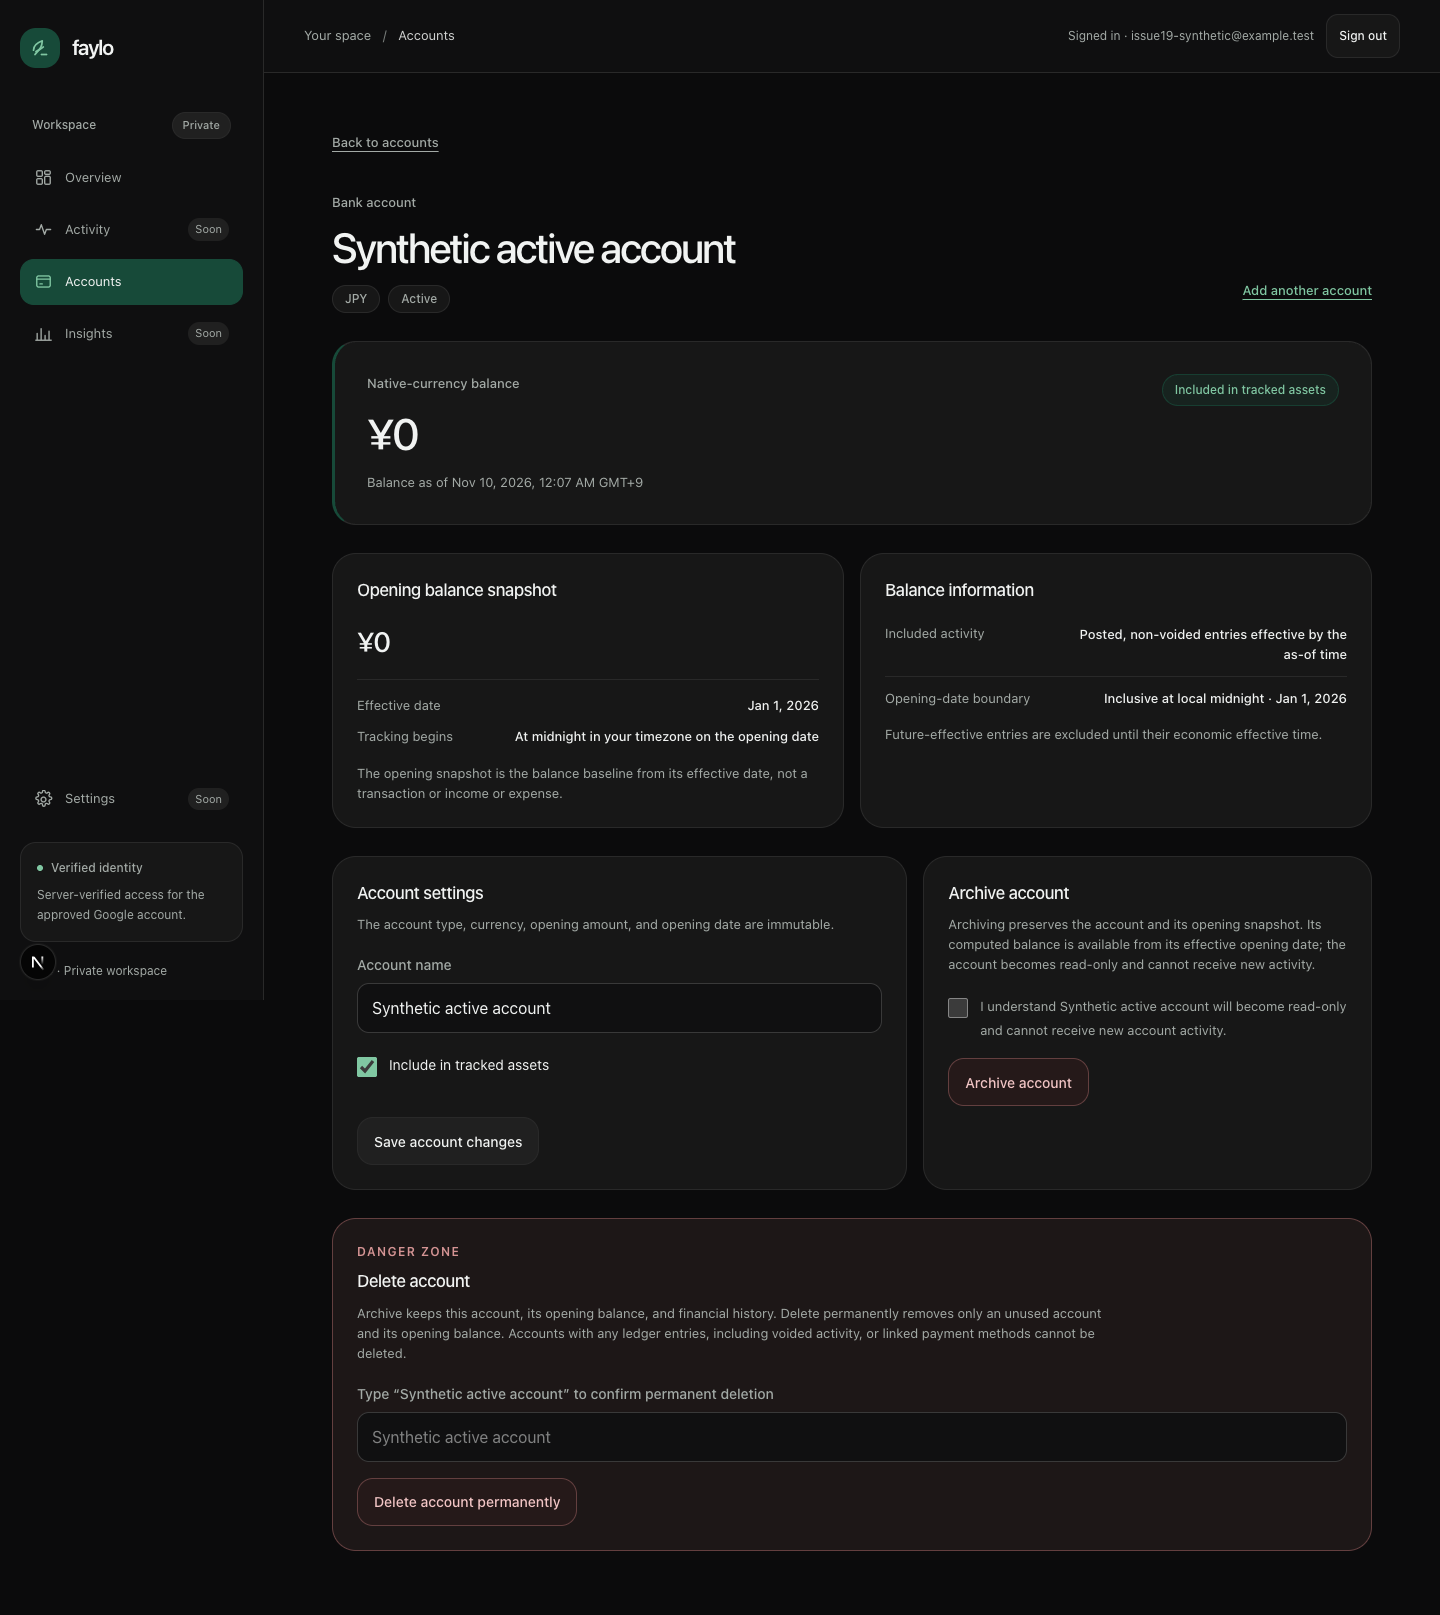 faylo
Workspace
Private
Overview
Activity
Soon
Accounts
Insights
Soon
Settings
Soon
Verified identity
Server-verified access for the
approved Google account.
N
· Private workspace
Your space / Accounts
Signed in · issue19-synthetic@example.test
Sign out
Back to accounts
Bank account
Synthetic active account
JPY
Active
Add another account
Native-currency balance
Included in tracked assets
¥0
Balance as of Nov 10, 2026, 12:07 AM GMT+9
Opening balance snapshot
¥0
Effective date
Jan 1, 2026
Tracking begins
At midnight in your timezone on the opening date
The opening snapshot is the balance baseline from its effective date, not a
transaction or income or expense.
Balance information
Included activity
Posted, non-voided entries effective by the
as-of time
Opening-date boundary
Inclusive at local midnight · Jan 1, 2026
Future-effective entries are excluded until their economic effective time.
Account settings
The account type, currency, opening amount, and opening date are immutable.
Account name
Synthetic active account
Include in tracked assets
Save account changes
Archive account
Archiving preserves the account and its opening snapshot. Its
computed balance is available from its effective opening date; the
account becomes read-only and cannot receive new activity.
I understand Synthetic active account will become read-only
and cannot receive new account activity.
Archive account
DANGER ZONE
Delete account
Archive keeps this account, its opening balance, and financial history. Delete permanently removes only an unused account
and its opening balance. Accounts with any ledger entries, including voided activity, or linked payment methods cannot be
deleted.
Type “Synthetic active account” to confirm permanent deletion
Synthetic active account
Delete account permanently